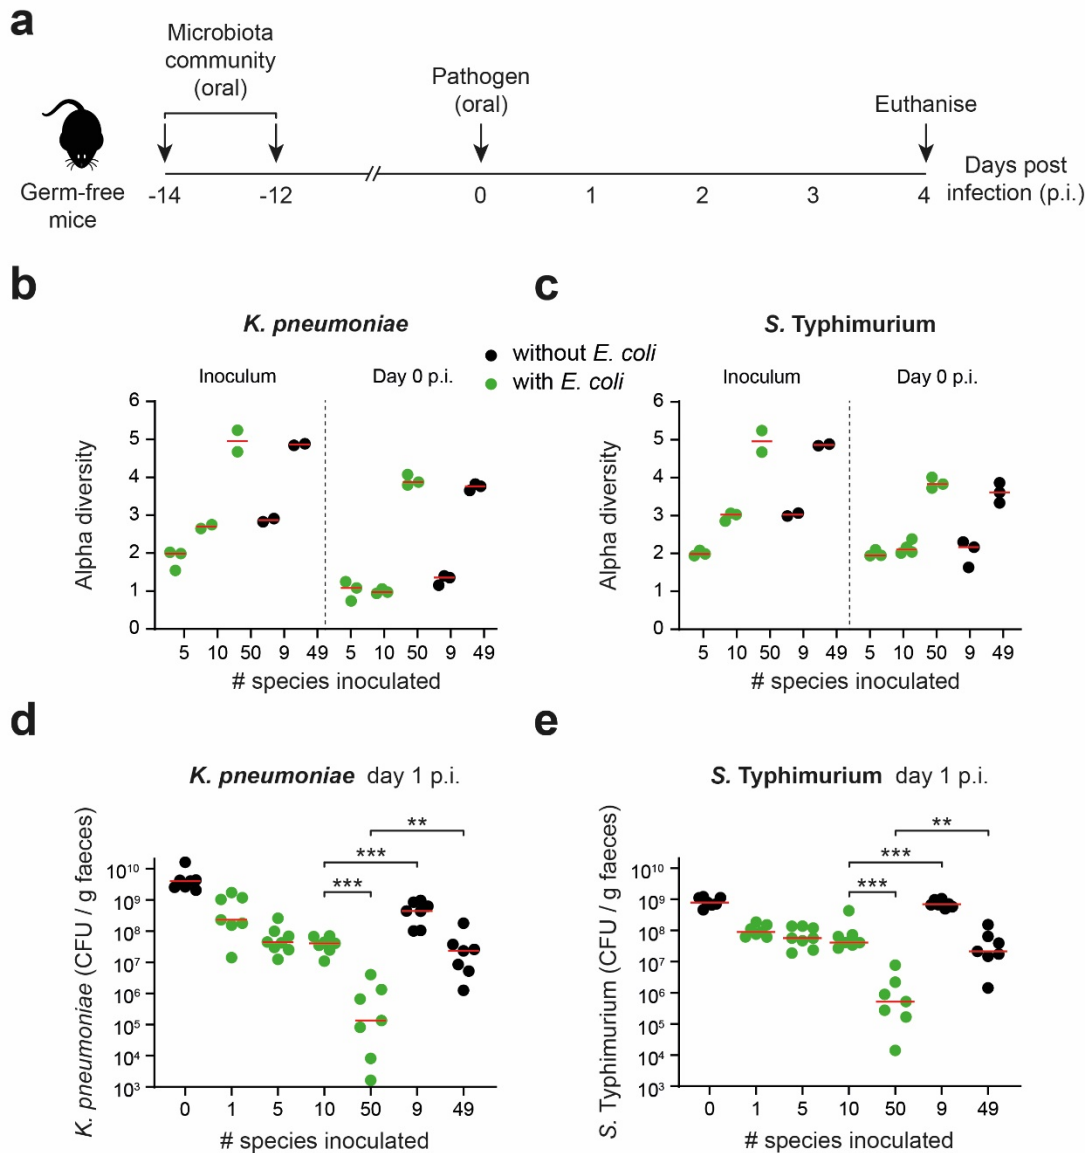 a
Microbiota
community
(oral)
Pathogen
(oral)
Euthanise
Germ-free
mice
-14
-12
0
1
2
3
4
Days post
infection (p.i.)
b
K. pneumoniae
Inoculum
Day 0 p.i.
Alpha diversity
6
5
4
3
2
1
0
5 10 50 9 49 5 10 50 9 49
# species inoculated
without E. coli
with E. coli
c
S. Typhimurium
Inoculum
Day 0 p.i.
Alpha diversity
6
5
4
3
2
1
0
5 10 50 9 49 5 10 50 9 49
# species inoculated
d
K. pneumoniae day 1 p.i.
K. pneumoniae (CFU / g faeces)
**
***
***
10¹⁰
10⁹
10⁸
10⁷
10⁶
10⁵
10⁴
10³
0 1 5 10 50 9 49
# species inoculated
e
S. Typhimurium day 1 p.i.
S. Typhimurium (CFU / g faeces)
**
***
***
10¹⁰
10⁹
10⁸
10⁷
10⁶
10⁵
10⁴
10³
0 1 5 10 50 9 49
# species inoculated